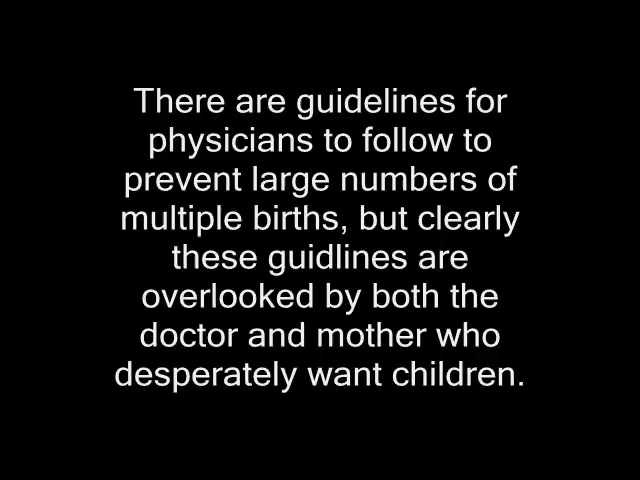 There are guidelines for
physicians to follow to
prevent large numbers of
multiple births, but clearly
these guidlines are
overlooked by both the
doctor and mother who
desperately want children.